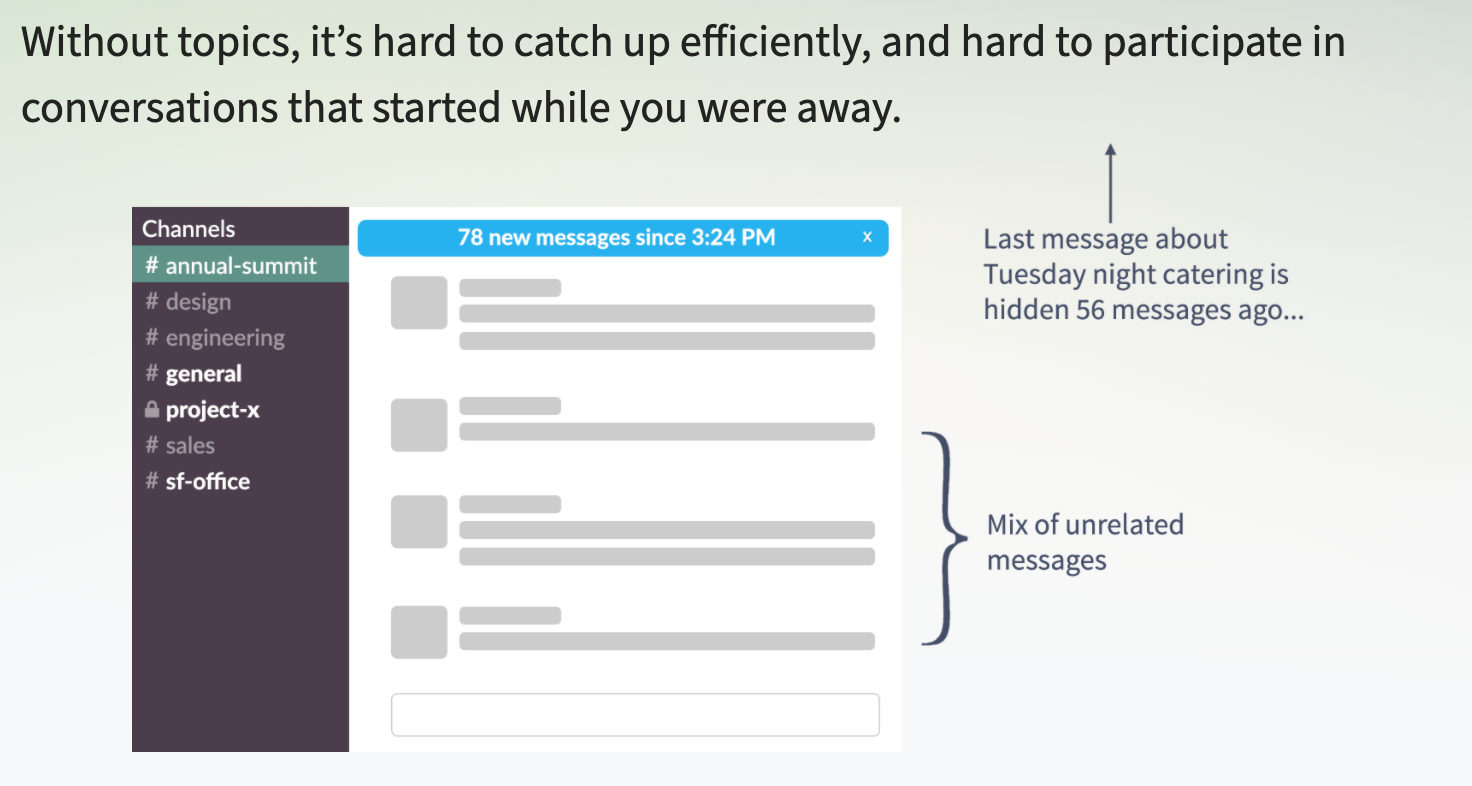 Without topics, it’s hard to catch up efficiently, and hard to participate in
conversations that started while you were away.
Channels
# annual-summit
# design
# engineering
# general
project-x
# sales
# sf-office
78 new messages since 3:24 PM x
Last message about
Tuesday night catering is
hidden 56 messages ago...
Mix of unrelated
messages